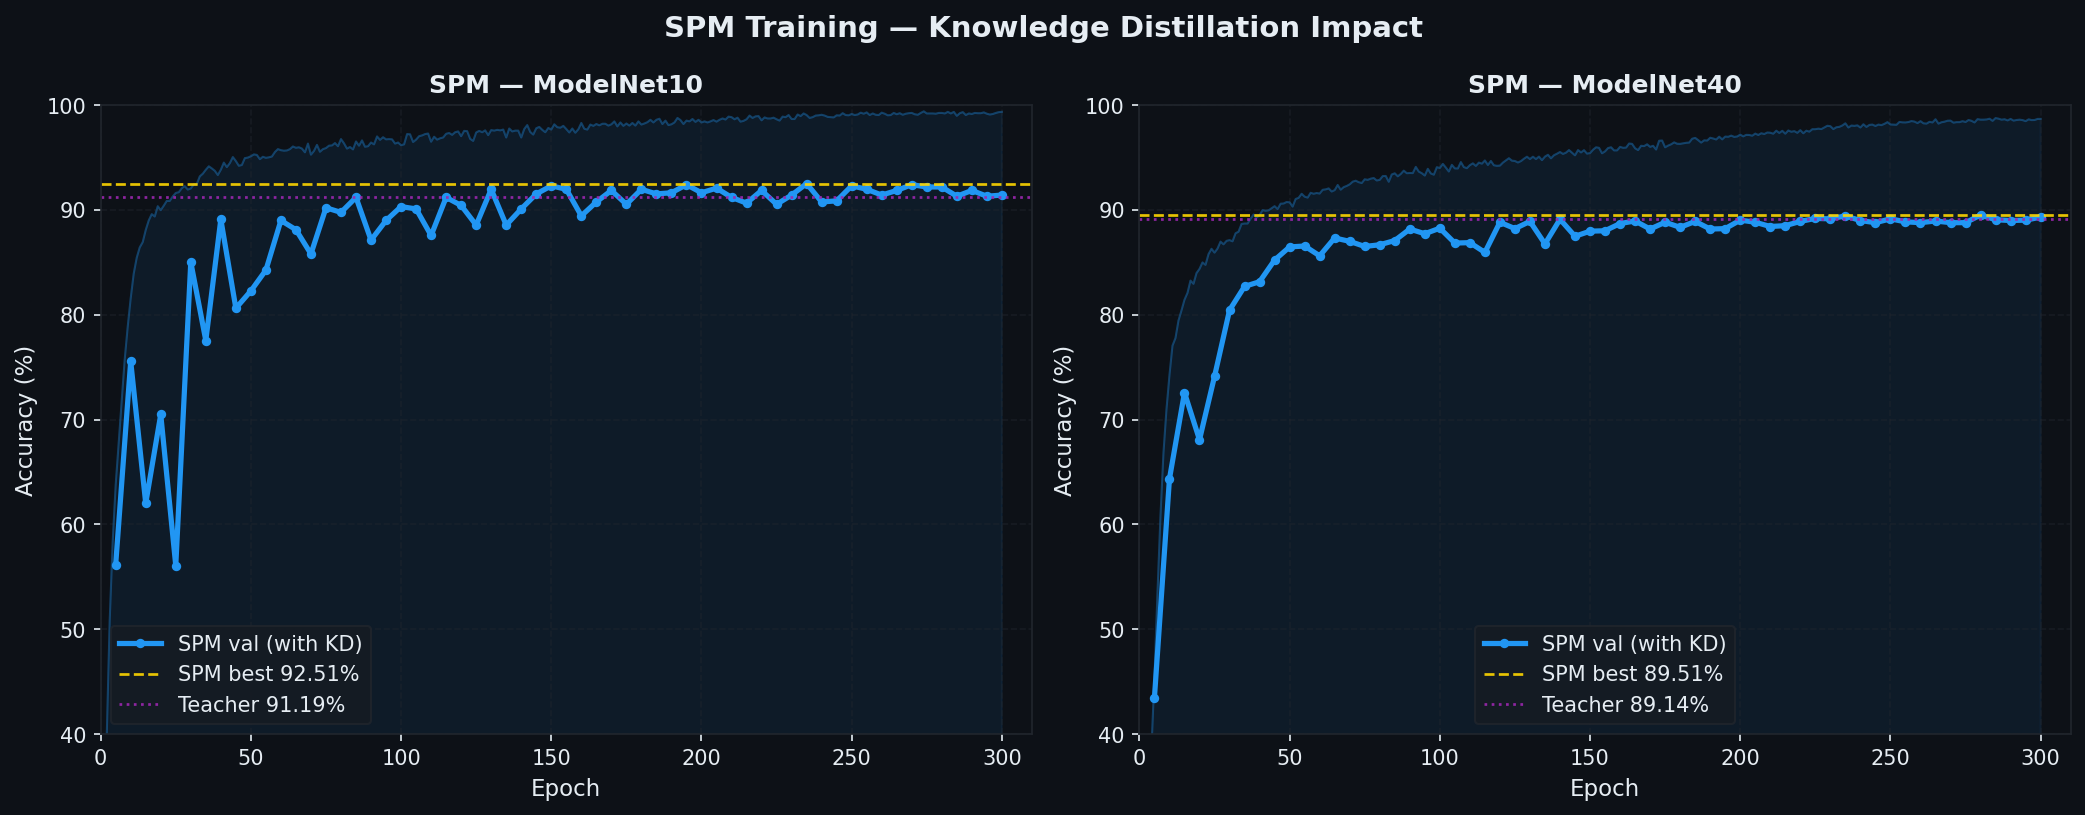 SPM Training — Knowledge Distillation Impact
SPM — ModelNet10
100
90
80
70
60
50
40
Accuracy (%)
0 50 100 150 200 250 300
Epoch
SPM val (with KD)
SPM best 92.51%
Teacher 91.19%
SPM — ModelNet40
100
90
80
70
60
50
40
Accuracy (%)
0 50 100 150 200 250 300
Epoch
SPM val (with KD)
SPM best 89.51%
Teacher 89.14%